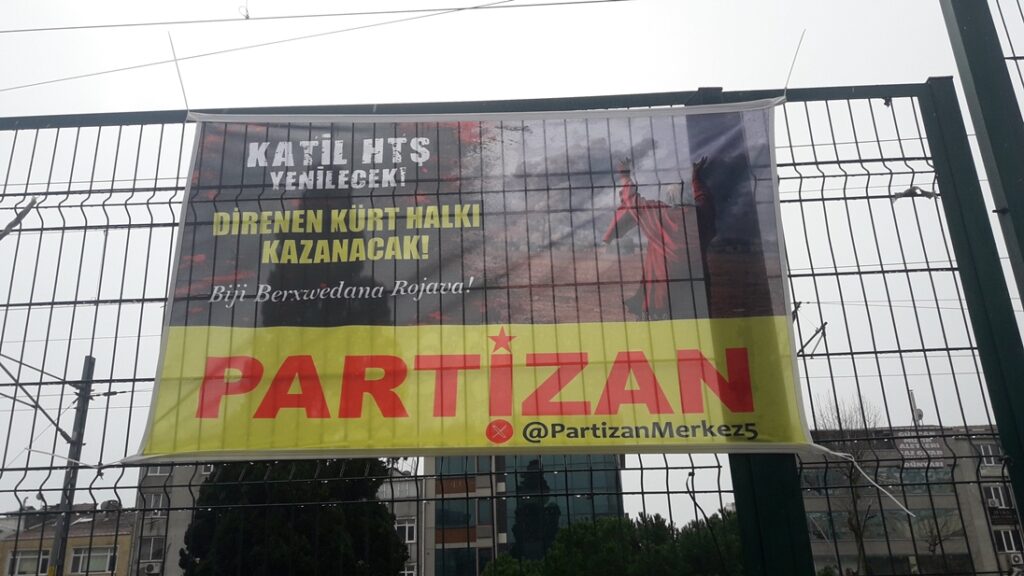 KATİL HTŞ
YENİLECEK!
DİRENEN KÜRT HALKI
KAZANACAK!
Biji Berxwedana Rojava!
PARTİZAN
@PartizanMerkez5